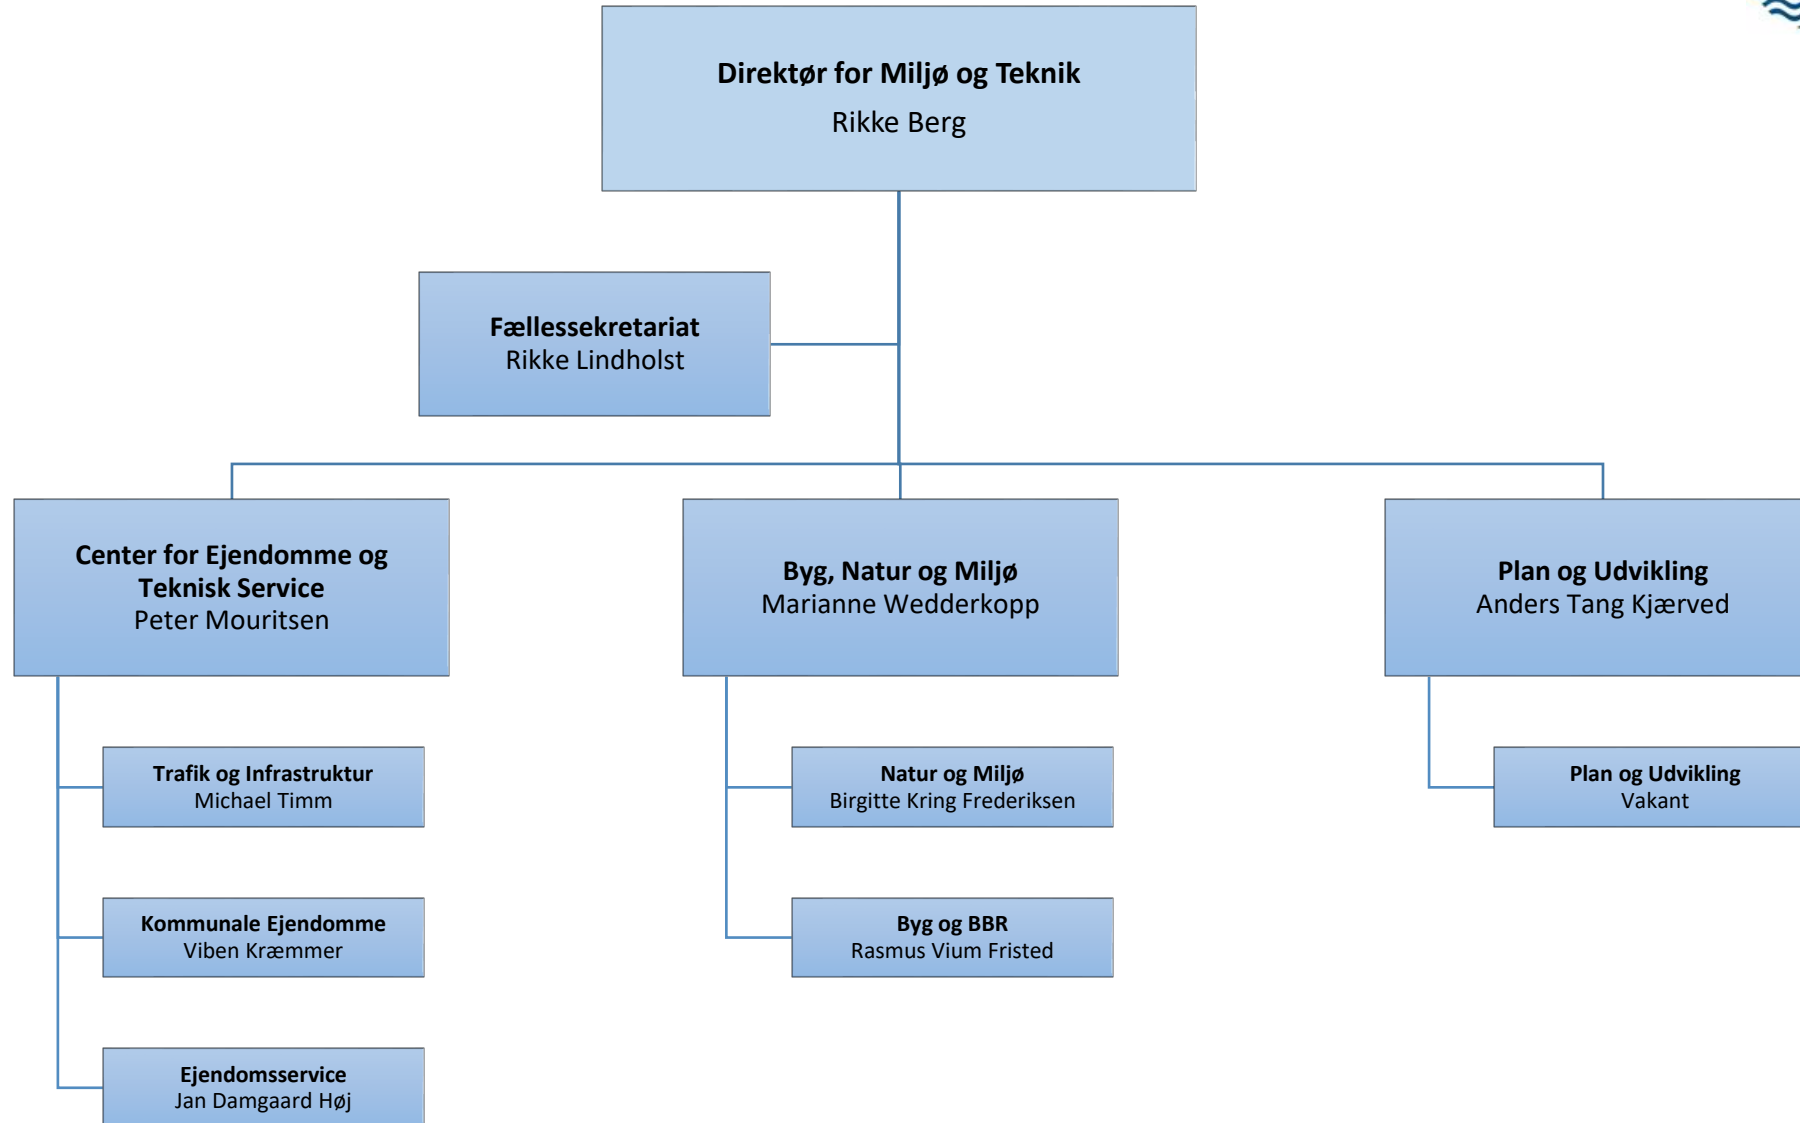 Direktør for Miljø og Teknik
Rikke Berg
Fællessekretariat
Rikke Lindholst
Center for Ejendomme og
Teknisk Service
Peter Mouritsen
Byg, Natur og Miljø
Marianne Wedderkopp
Plan og Udvikling
Anders Tang Kjærved
Trafik og Infrastruktur
Michael Timm
Natur og Miljø
Birgitte Kring Frederiksen
Plan og Udvikling
Vakant
Kommunale Ejendomme
Viben Kræmmer
Byg og BBR
Rasmus Vium Fristed
Ejendomsservice
Jan Damgaard Høj